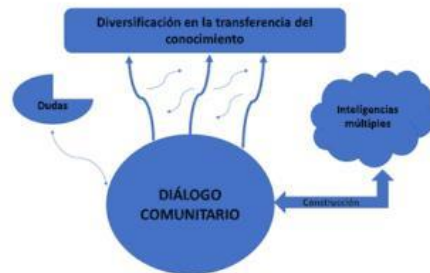 Diversificación en la transferencia del
conocimiento
Dudas
Inteligencias
múltiples
DIÁLOGO
COMUNITARIO
Construcción